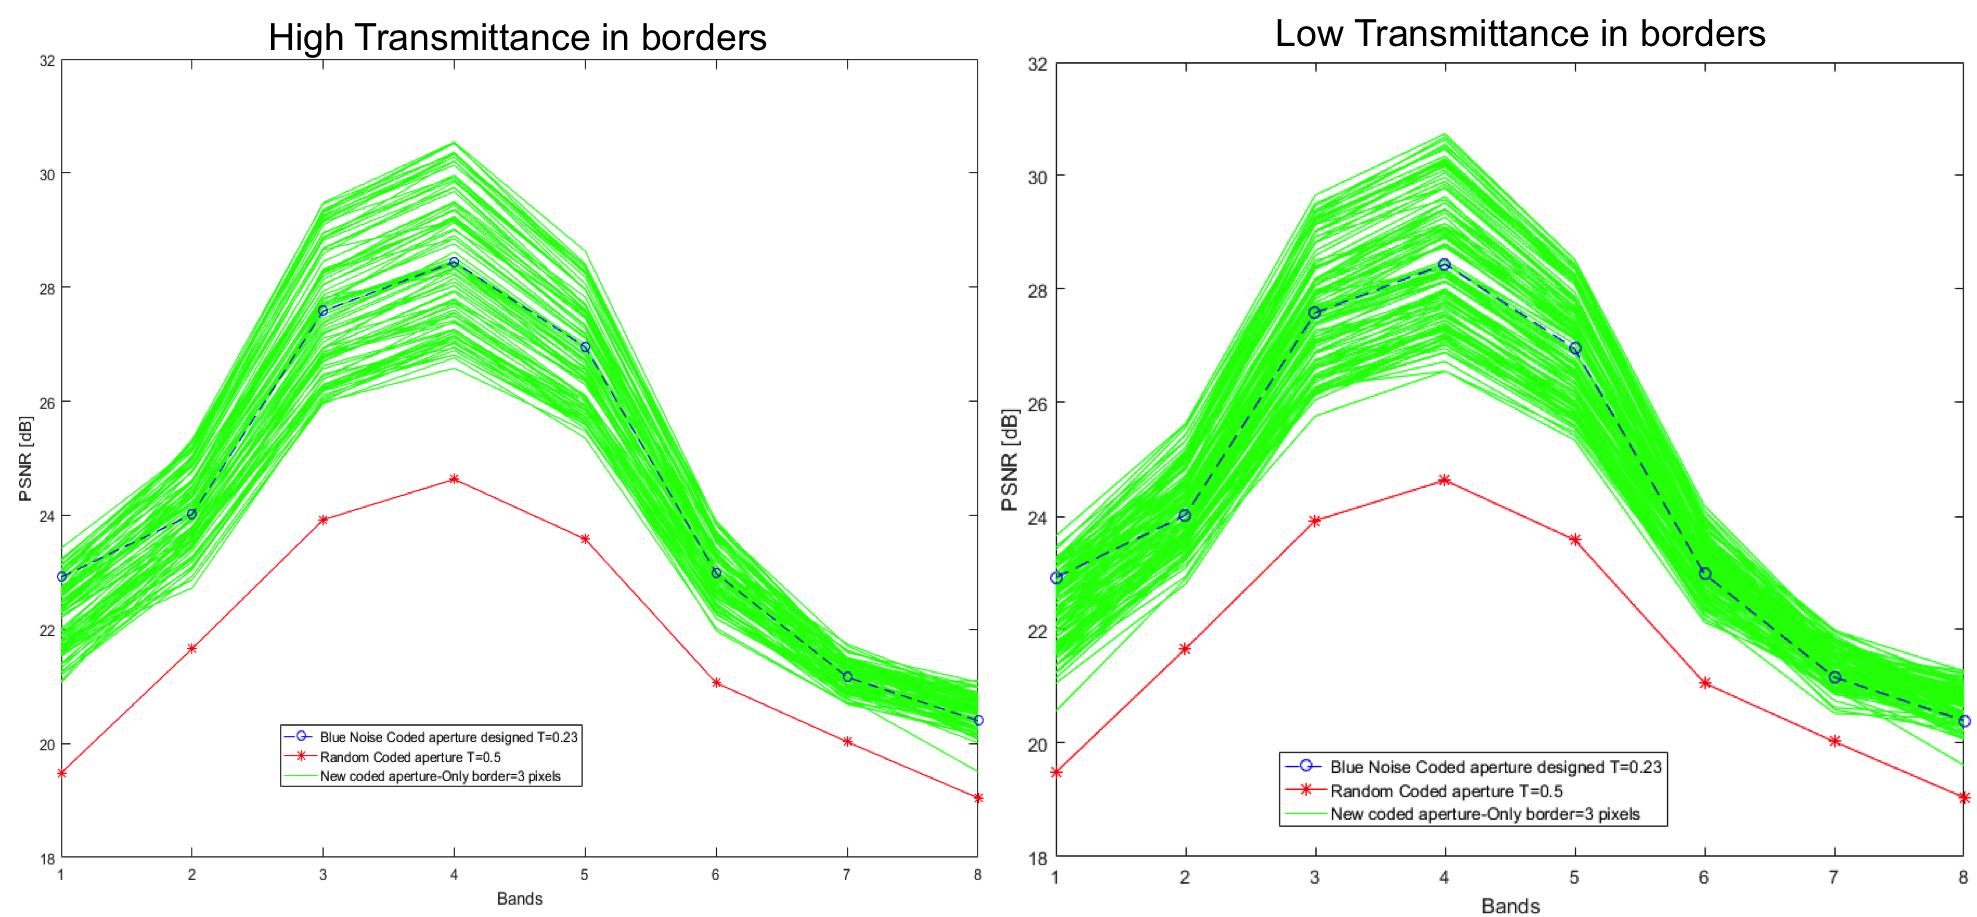 High Transmittance in borders
32
30
28
26
24
22
20
18
PSNR [dB]
1 2 3 4 5 6 7 8
Bands
Blue Noise Coded aperture designed T=0.23
Random Coded aperture T=0.5
New coded aperture-Only border=3 pixels
Low Transmittance in borders
32
30
28
26
24
22
20
18
PSNR [dB]
1 2 3 4 5 6 7 8
Bands
Blue Noise Coded aperture designed T=0.23
Random Coded aperture T=0.5
New coded aperture-Only border=3 pixels